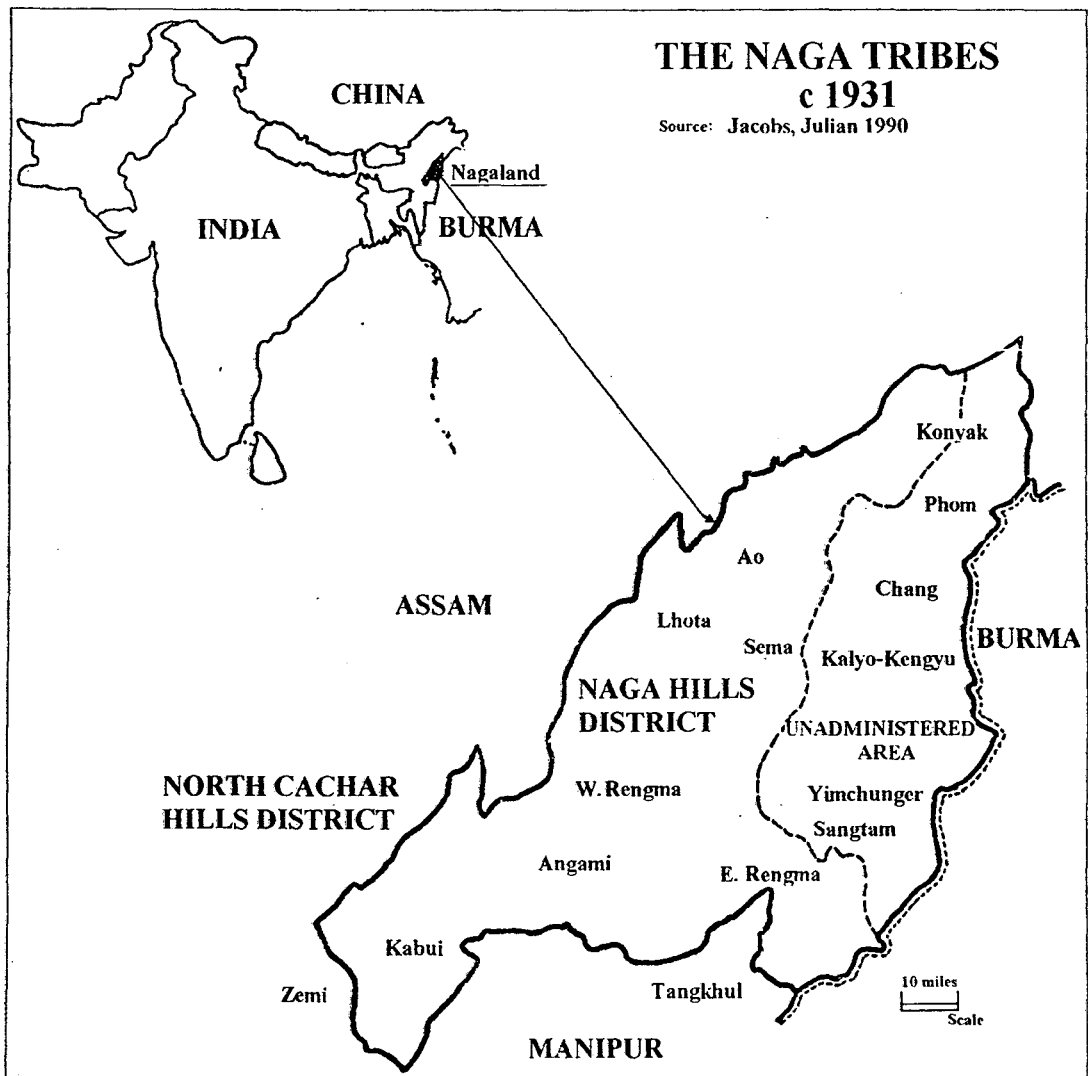 THE NAGA TRIBES
c 1931
Source: Jacobs, Julian 1990
CHINA
Nagaland
INDIA
BURMA
Konyak
Phom
Ao
Chang
ASSAM
Lhota
Sema
Kalyo-Kengyu
BURMA
NAGA HILLS
DISTRICT
UNADMINISTERED
AREA
NORTH CACHAR
HILLS DISTRICT
W. Rengma
Yimchunger
Sangtam
Angami
E. Rengma
Kabui
Zemi
Tangkhul
10 miles
Scale
MANIPUR